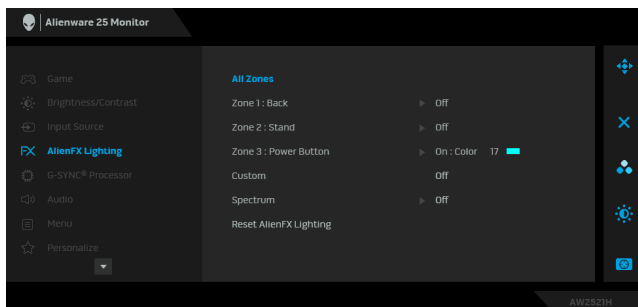 Alienware 25 Monitor
Game
Brightness/Contrast
Input Source
FX AlienFX Lighting
G-SYNC® Processor
Audio
Menu
Personalize
All Zones
Zone 1 : Back Off
Zone 2 : Stand Off
Zone 3 : Power Button On : Color 17
Custom Off
Spectrum Off
Reset AlienFX Lighting
AW2521H